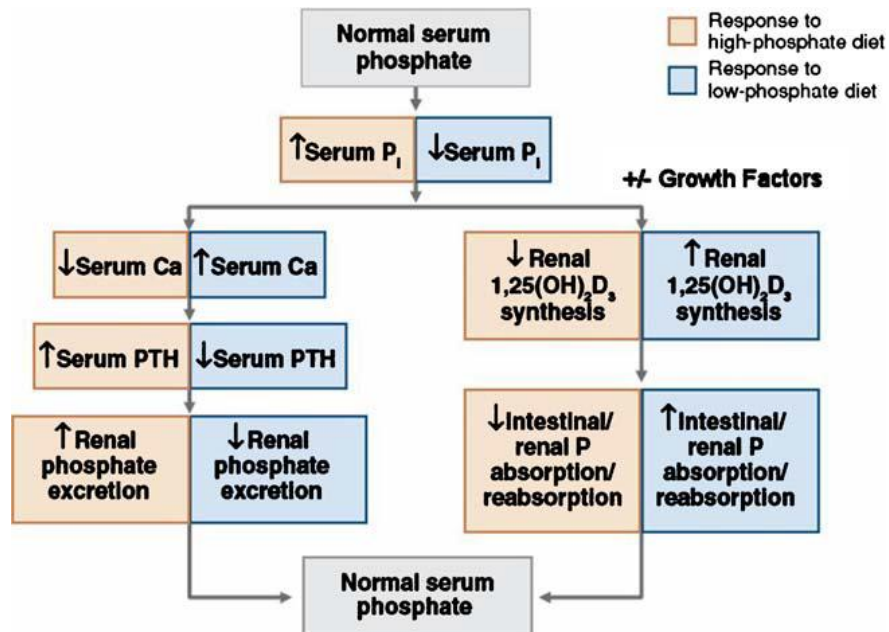 Normal serum
phosphate
Response to
high-phosphate diet
Response to
low-phosphate diet
↑Serum Pᵢ
↓Serum Pᵢ
+/- Growth Factors
↓Serum Ca
↑Serum Ca
↓Renal
1,25(OH)₂D₃
synthesis
↑Renal
1,25(OH)₂D₃
synthesis
↑Serum PTH
↓Serum PTH
↑Renal
phosphate
excretion
↓Renal
phosphate
excretion
↓Intestinal/
renal P
absorption/
reabsorption
↑Intestinal/
renal P
absorption/
reabsorption
Normal serum
phosphate